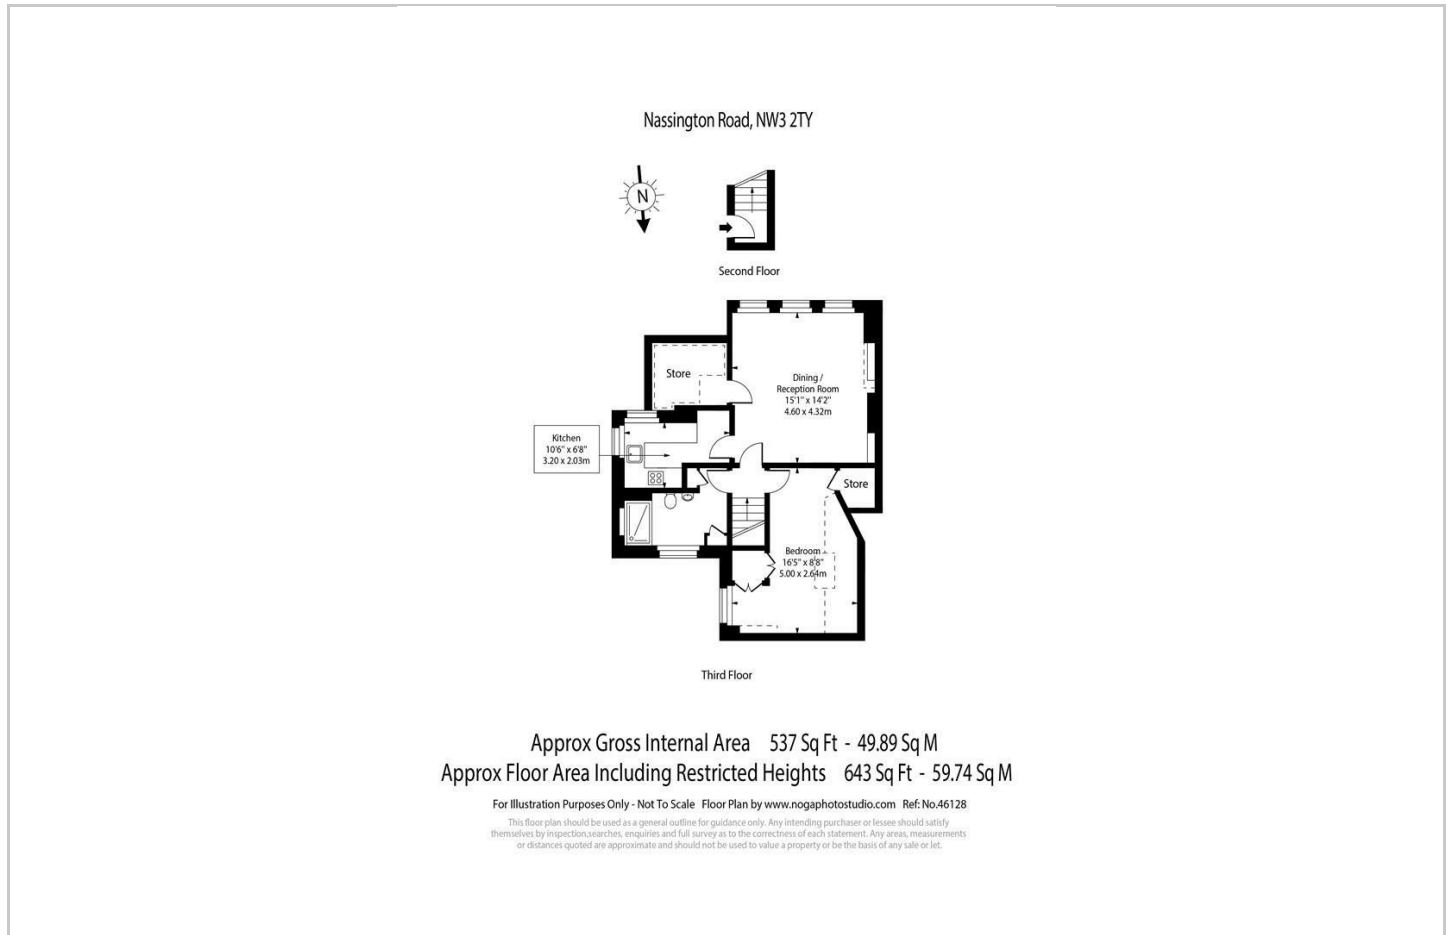 Nassington Road, NW3 2TY
N
Second Floor
Store
Dining /
Reception Room
15'1" x 14'2"
4.60 x 4.32m
Kitchen
10'6" x 6'8"
3.20 x 2.03m
Store
Bedroom
16'5" x 8'8"
5.00 x 2.64m
Third Floor
Approx Gross Internal Area 537 Sq Ft - 49.89 Sq M
Approx Floor Area Including Restricted Heights 643 Sq Ft - 59.74 Sq M
For Illustration Purposes Only - Not To Scale Floor Plan by www.nogaphotostudio.com Ref: No.46128
This floor plan should be used as a general outline for guidance only. Any intending purchaser or lessee should satisfy
themselves by inspection,searches, enquiries and full survey as to the correctness of each statement. Any areas, measurements
or distances quoted are approximate and should not be used to value a property or be the basis of any sale or let.